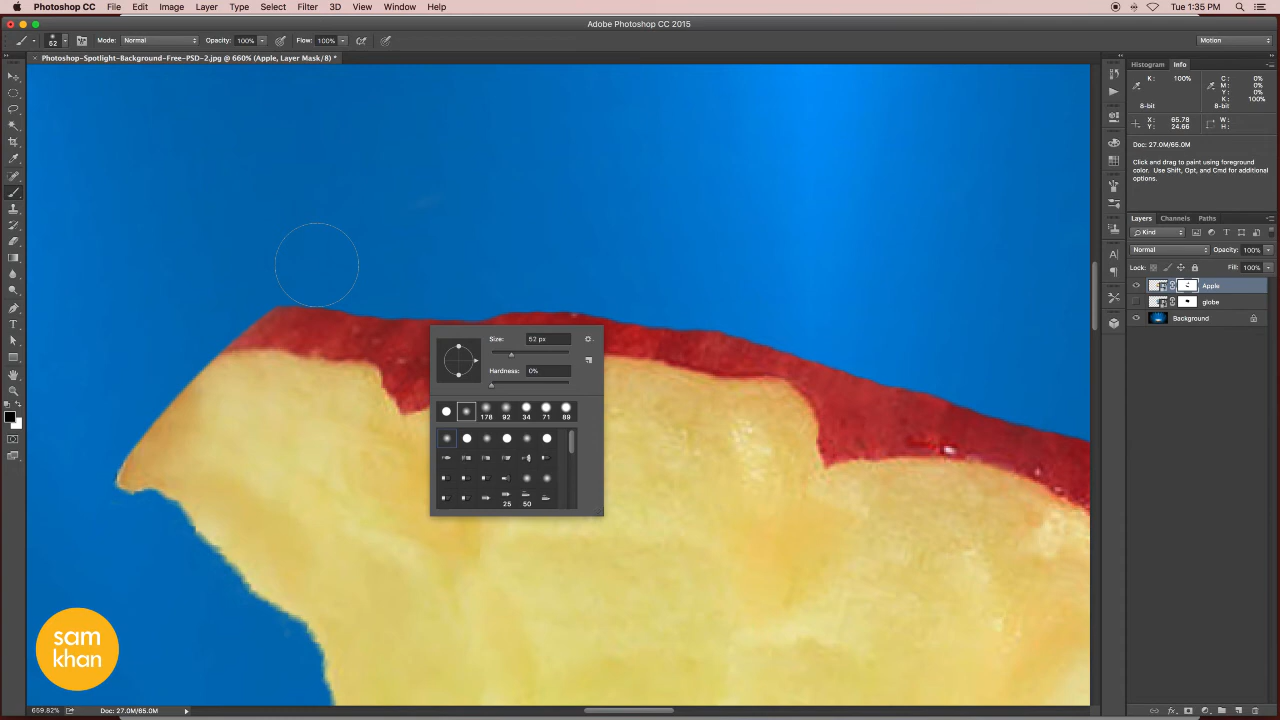 Photoshop CC File Edit Image Layer Type Select Filter 3D View Window Help
Tue 1:35 PM
Adobe Photoshop CC 2015
52 Mode: Normal Opacity: 100% Flow: 100% Motion
Photoshop-Spotlight-Background-Free-PSD-2.jpg @ 660% (Apple, Layer Mask/8) *
Histogram Info
K: 100% C: 0%
M: 0%
Y: 0%
K: 100%
8-bit 8-bit
X: 65.78 W:
Y: 24.66 H:
Doc: 27.0M/65.0M
Click and drag to paint using foreground
color. Use Shift, Opt, and Cmd for additional
options.
Layers Channels Paths
Kind
Normal Opacity: 100%
Lock: Fill: 100%
Apple
globe
Background
Size: 52 px
Hardness: 0%
178 92 34 71 89
25 50
sam
khan
659.82% Doc: 27.0M/65.0M